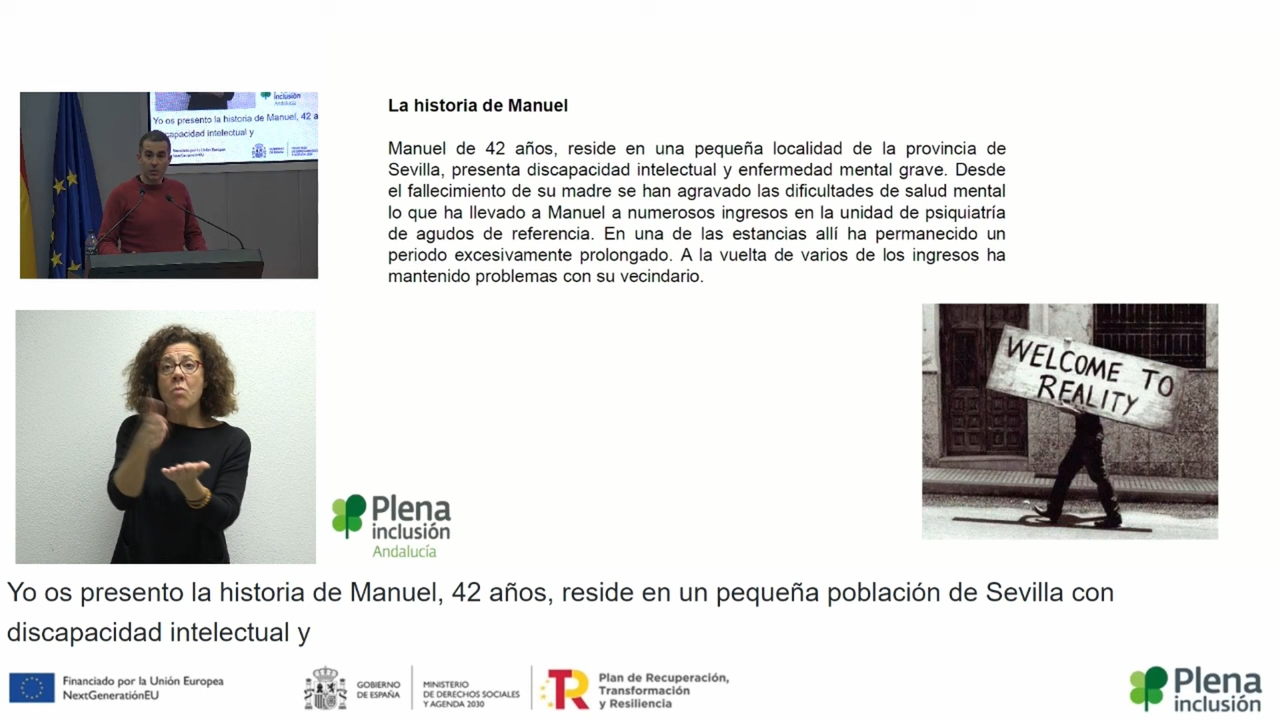 inclusión
Andalucía
Yo os presento la historia de Manuel, 42 a
capacidad intelectual y
La historia de Manuel
Manuel de 42 años, reside en una pequeña localidad de la provincia de
Sevilla, presenta discapacidad intelectual y enfermedad mental grave. Desde
el fallecimiento de su madre se han agravado las dificultades de salud mental
lo que ha llevado a Manuel a numerosos ingresos en la unidad de psiquiatría
de agudos de referencia. En una de las estancias allí ha permanecido un
periodo excesivamente prolongado. A la vuelta de varios de los ingresos ha
mantenido problemas con su vecindario.
WELCOME TO
REALITY
Plena
inclusión
Andalucía
Yo os presento la historia de Manuel, 42 años, reside en un pequeña población de Sevilla con
discapacidad intelectual y
Financiado por la Unión Europea
NextGenerationEU
GOBIERNO
DE ESPAÑA
MINISTERIO
DE DERECHOS SOCIALES
Y AGENDA 2030
Plan de Recuperación,
Transformación
y Resiliencia
Plena
inclusión